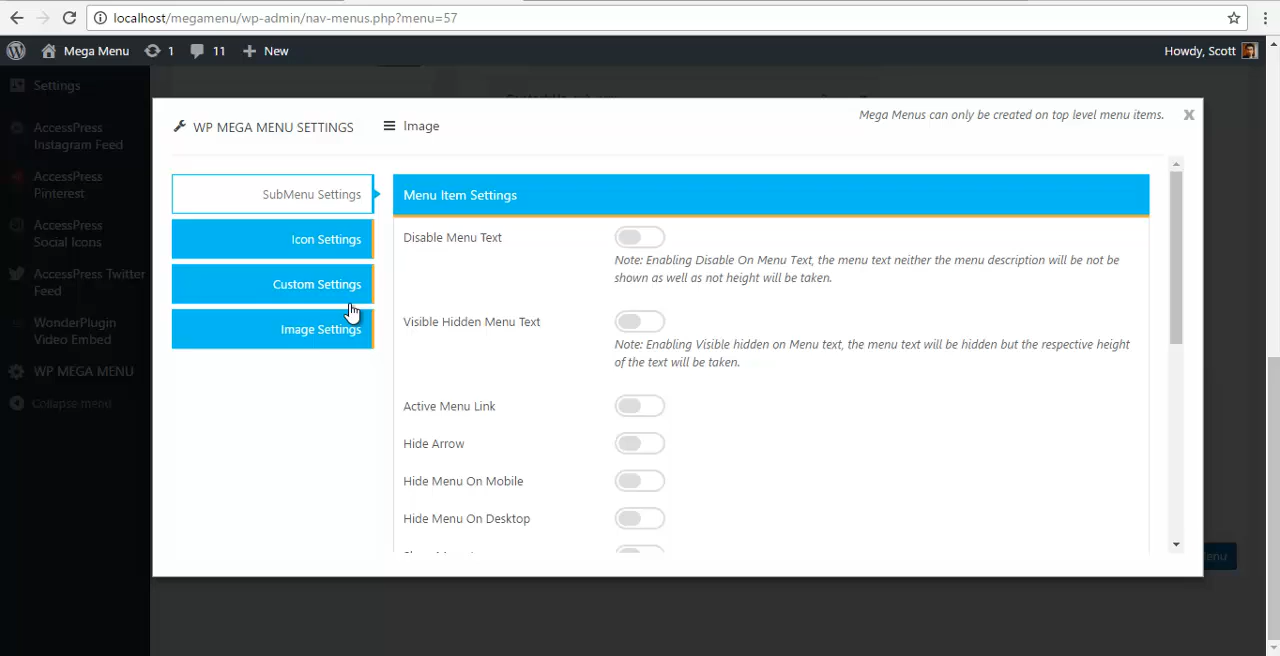 localhost/megamenu/wp-admin/nav-menus.php?menu=57
Mega Menu
1
11
New
Howdy, Scott
Settings
AccessPress
Instagram Feed
AccessPress
Pinterest
AccessPress
Social Icons
AccessPress Twitter
Feed
WonderPlugin
Video Embed
WP MEGA MENU
Collapse menu
WP MEGA MENU SETTINGS
Image
Mega Menus can only be created on top level menu items.
X
SubMenu Settings
Icon Settings
Custom Settings
Image Settings
Menu Item Settings
Disable Menu Text
Note: Enabling Disable On Menu Text, the menu text neither the menu description will be not be
shown as well as not height will be taken.
Visible Hidden Menu Text
Note: Enabling Visible hidden on Menu text, the menu text will be hidden but the respective height
of the text will be taken.
Active Menu Link
Hide Arrow
Hide Menu On Mobile
Hide Menu On Desktop